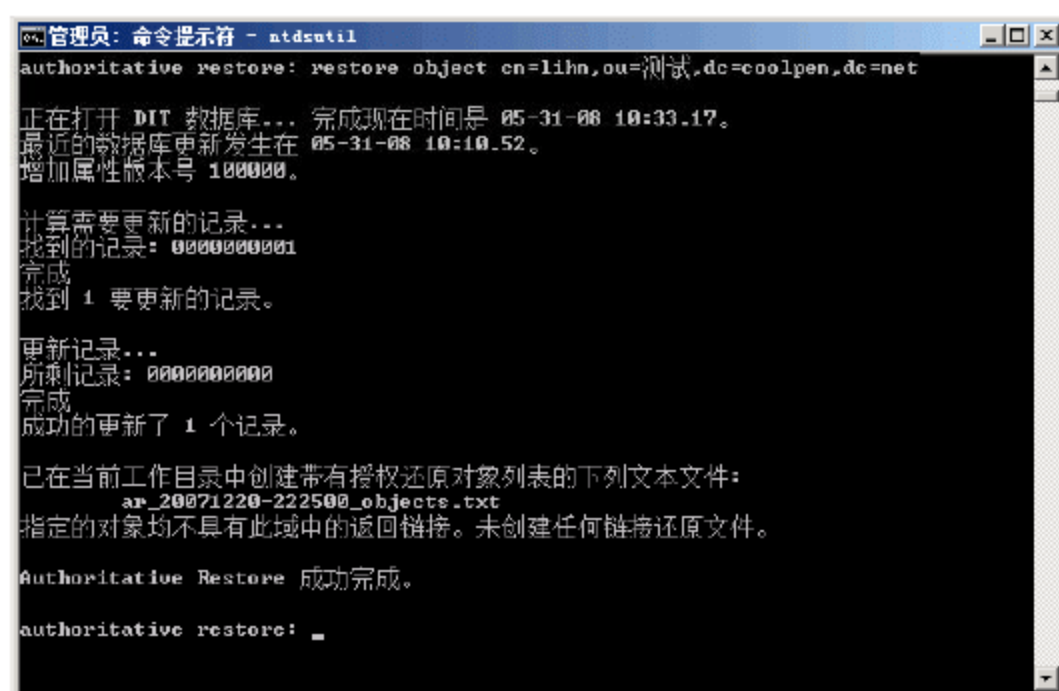 管理员: 命令提示符 - ntdsutil
authoritative restore: restore object cn=lihn,ou=测试,dc=coolpen,dc=net
正在打开 DIT 数据库... 完成现在时间是 05-31-08 10:33.17。
最近的数据库更新发生在 05-31-08 10:10.52。
增加属性版本号 100000。
计算需要更新的记录...
找到的记录: 0000000001
完成
找到 1 要更新的记录。
更新记录...
所剩记录: 0000000000
完成
成功的更新了 1 个记录。
已在当前工作目录中创建带有授权还原对象列表的下列文本文件:
ar_20071220-222500_objects.txt
指定的对象均不具有此域中的返回链接。未创建任何链接还原文件。
Authoritative Restore 成功完成。
authoritative restore: _